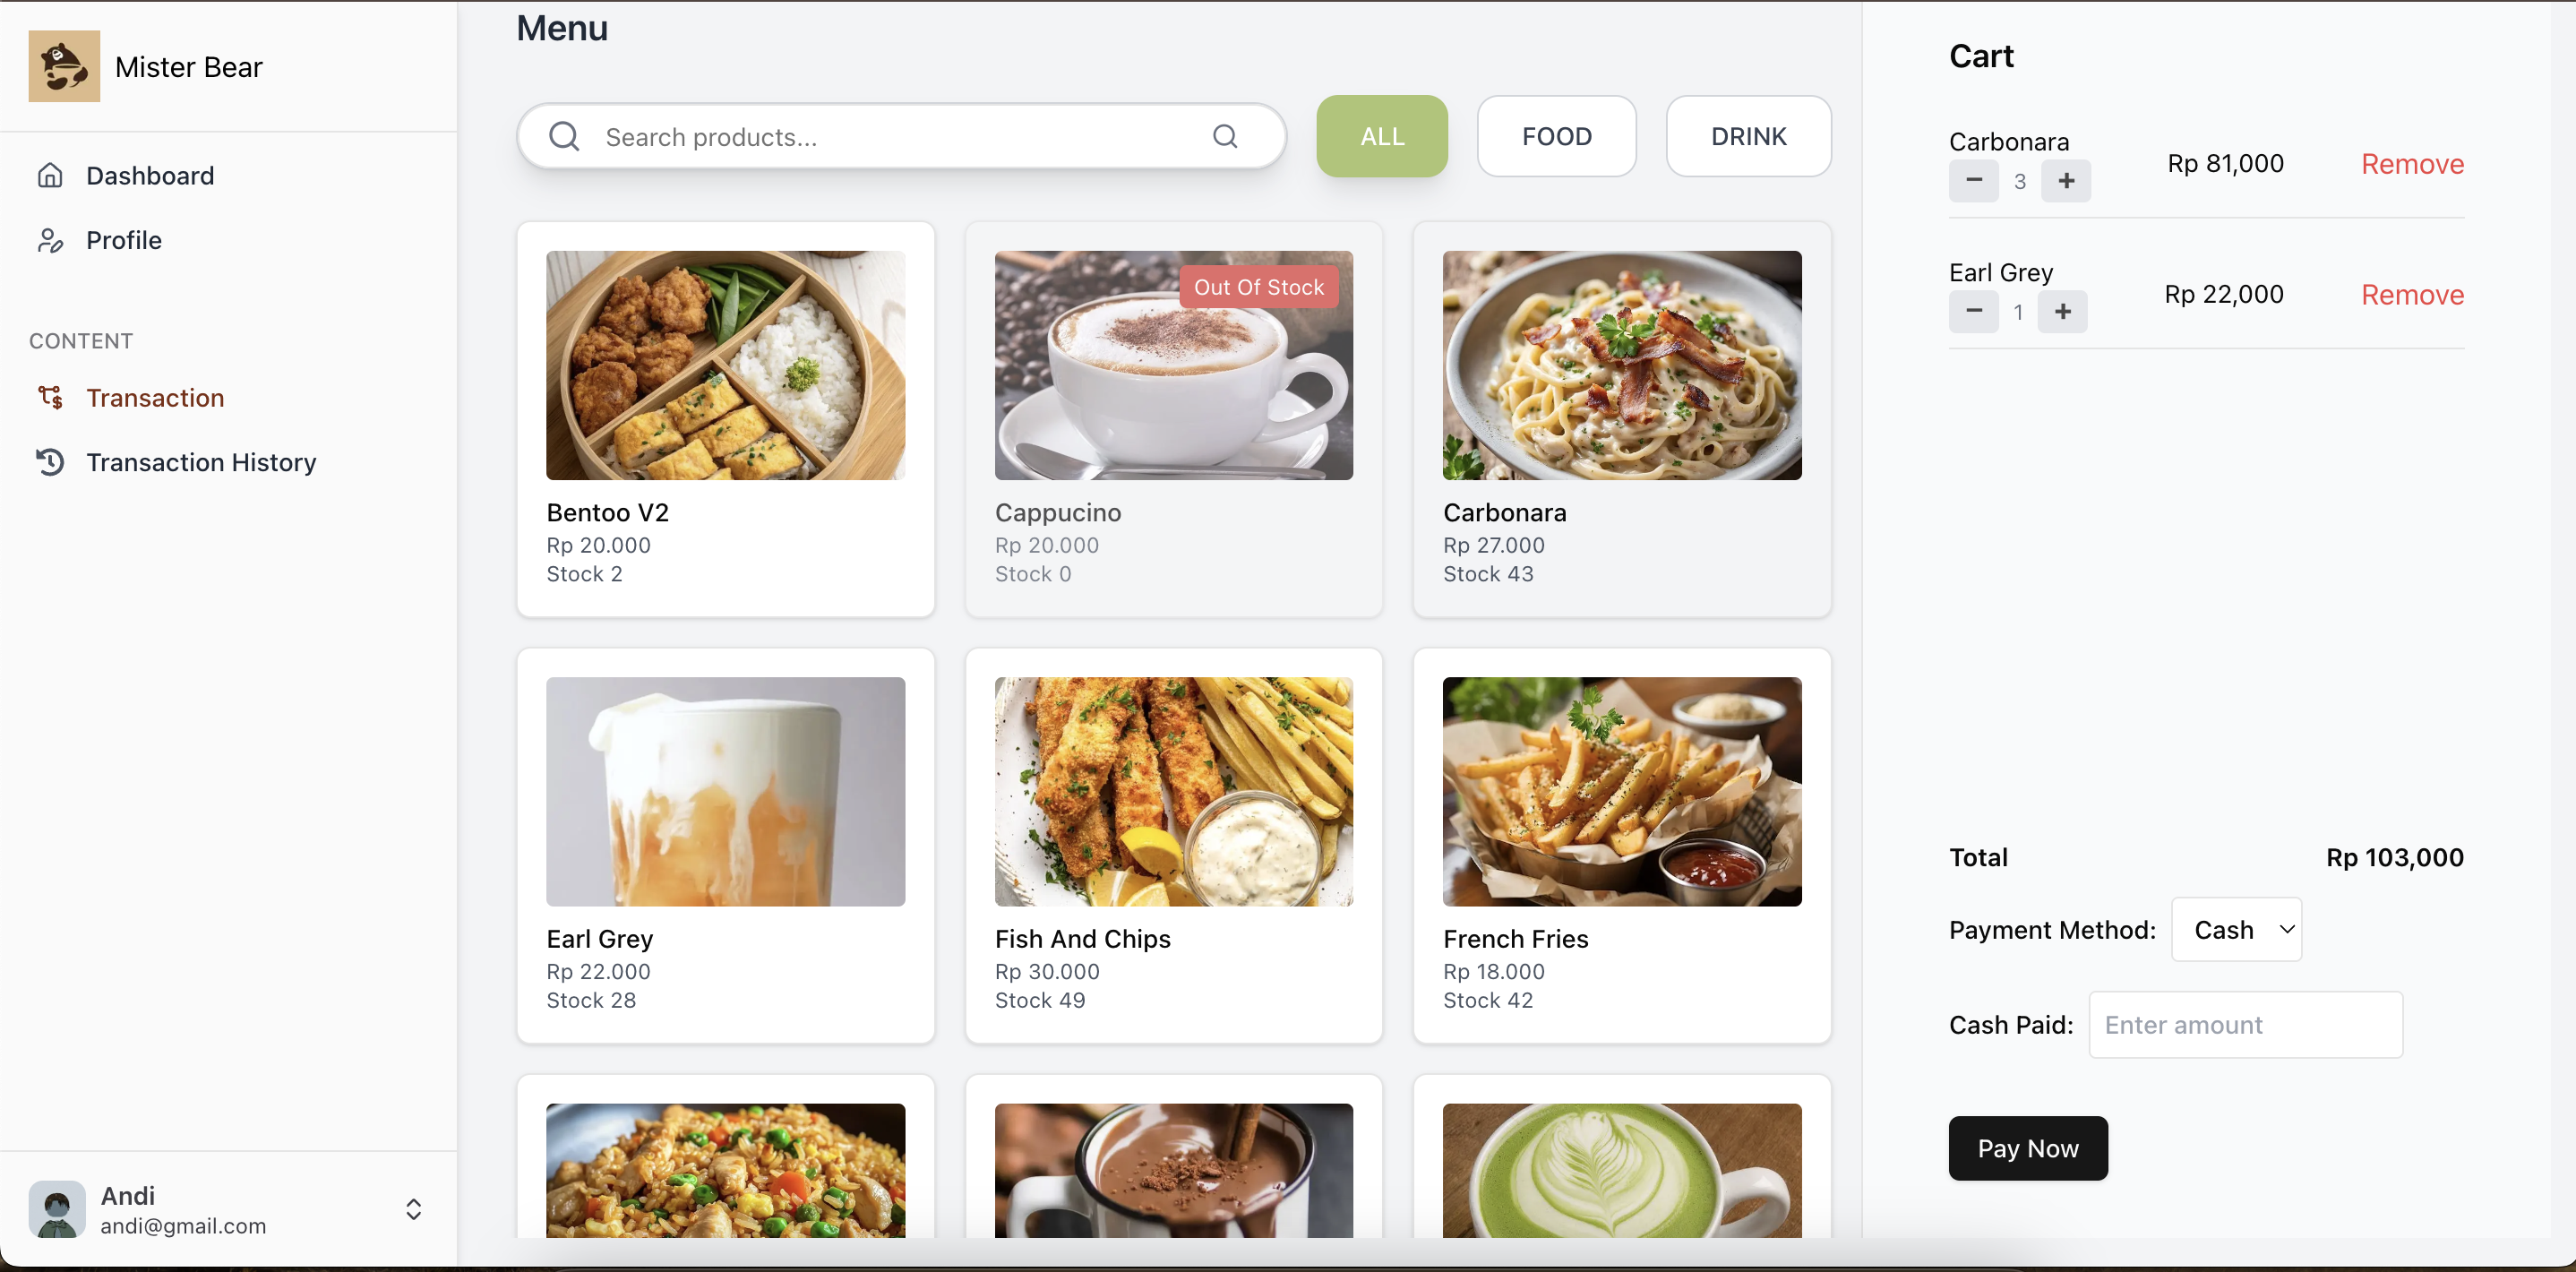 Mister Bear
Dashboard
Profile
CONTENT
Transaction
Transaction History
Andi
andi@gmail.com
Menu
Search products...
ALL
FOOD
DRINK
Out Of Stock
Bentoo V2
Rp 20.000
Stock 2
Cappucino
Rp 20.000
Stock 0
Carbonara
Rp 27.000
Stock 43
Earl Grey
Rp 22.000
Stock 28
Fish And Chips
Rp 30.000
Stock 49
French Fries
Rp 18.000
Stock 42
Cart
Carbonara
− 3 +
Rp 81,000
Remove
Earl Grey
− 1 +
Rp 22,000
Remove
Total Rp 103,000
Payment Method: Cash
Cash Paid: Enter amount
Pay Now